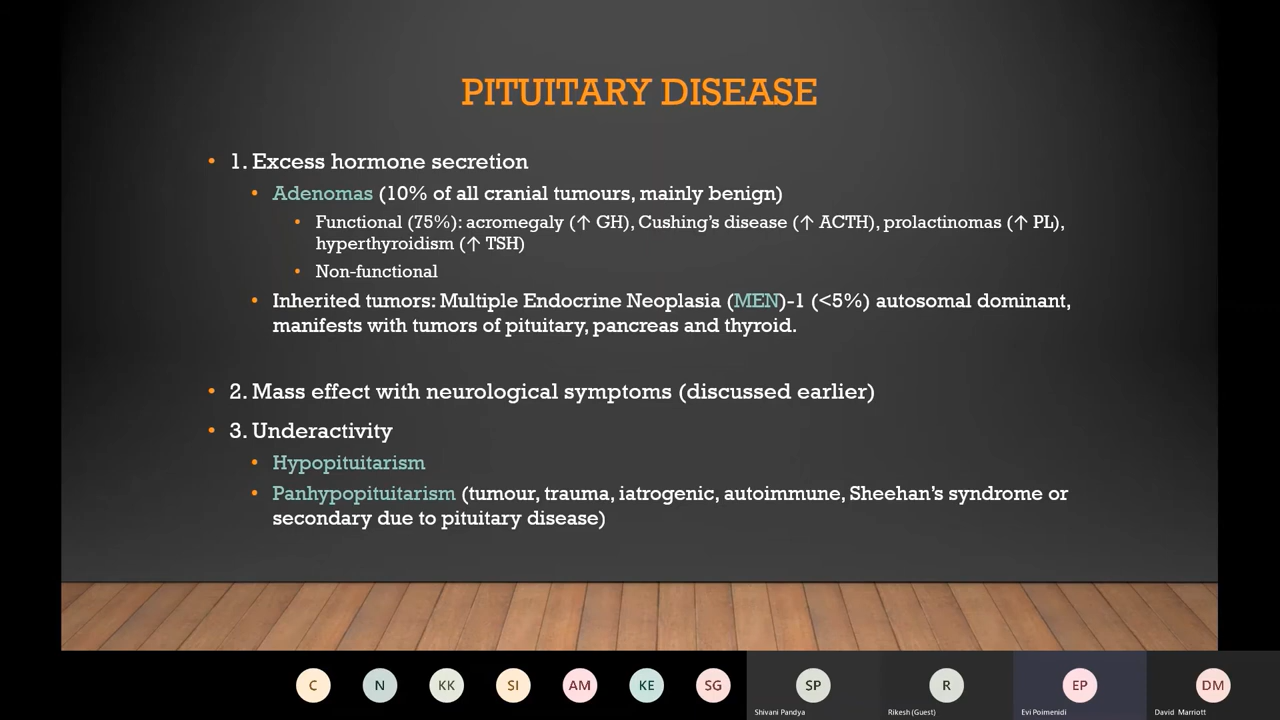 PITUITARY DISEASE
• 1. Excess hormone secretion
• Adenomas (10% of all cranial tumours, mainly benign)
• Functional (75%): acromegaly (↑ GH), Cushing's disease (↑ ACTH), prolactinomas (↑ PL),
hyperthyroidism (↑ TSH)
• Non-functional
• Inherited tumors: Multiple Endocrine Neoplasia (MEN)-1 (<5%) autosomal dominant,
manifests with tumors of pituitary, pancreas and thyroid.
• 2. Mass effect with neurological symptoms (discussed earlier)
• 3. Underactivity
• Hypopituitarism
• Panhypopituitarism (tumour, trauma, iatrogenic, autoimmune, Sheehan's syndrome or
secondary due to pituitary disease)
C N KK SI AM KE SG SP R EP DM
Shivani Pandya Rikesh (Guest) Evi Poimenidi David Marriott